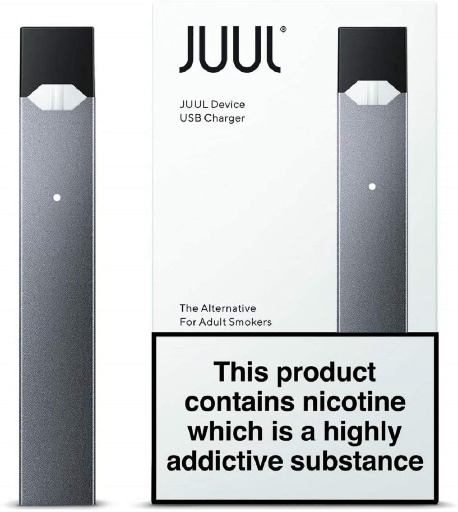 JUUL®
JUUL Device
USB Charger
The Alternative
For Adult Smokers
This product
contains nicotine
which is a highly
addictive substance